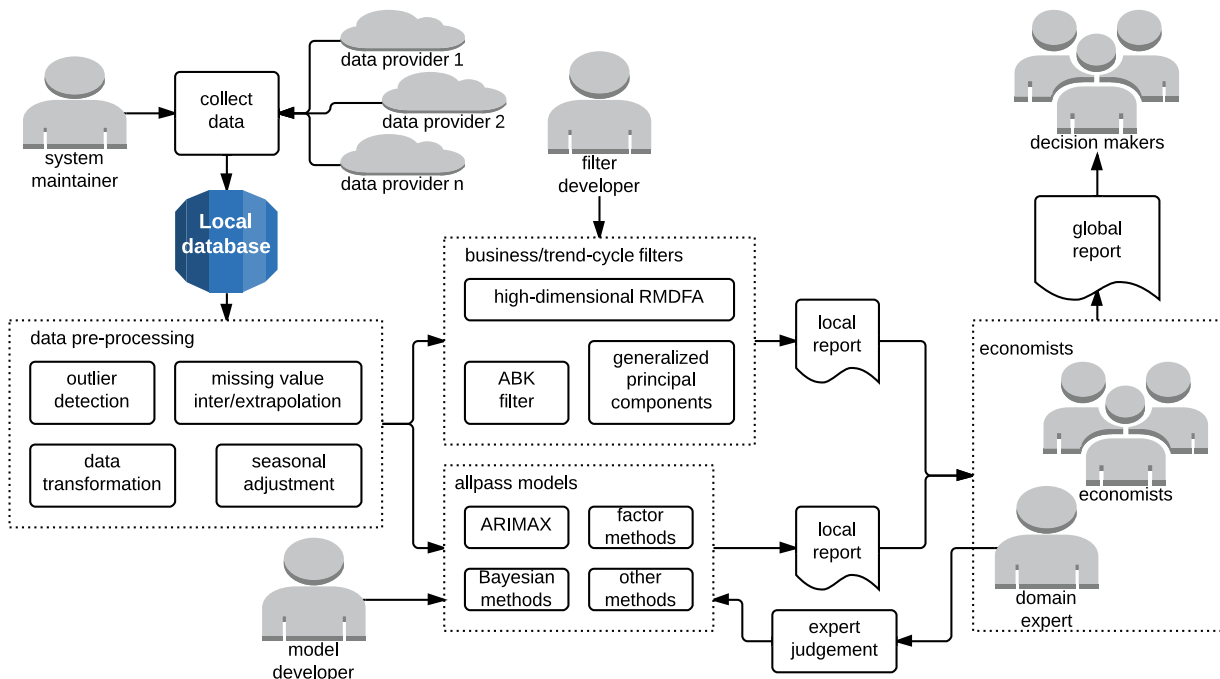 data provider 1
data provider 2
data provider n
collect
data
system
maintainer
filter
developer
decision makers
Local
database
global
report
business/trend-cycle filters
high-dimensional RMDFA
ABK
filter
generalized
principal
components
local
report
data pre-processing
outlier
detection
missing value
inter/extrapolation
data
transformation
seasonal
adjustment
economists
economists
domain
expert
allpass models
ARIMAX
factor
methods
Bayesian
methods
other
methods
local
report
model
developer
expert
judgement